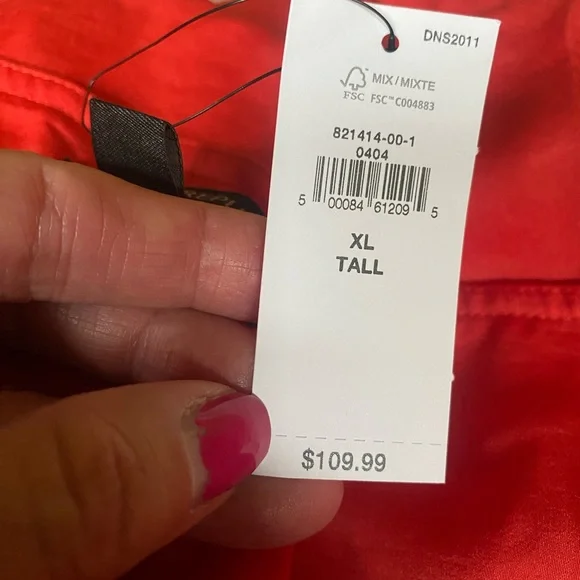 DNS2011
MIX/MIXTE
FSC FSC™ C004883
821414-00-1
0404
5 00084 61209 5
XL
TALL
$109.99